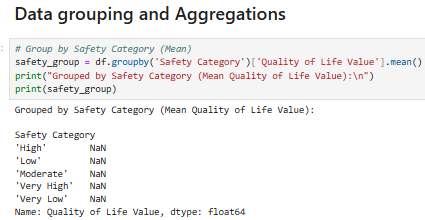 Data grouping and Aggregations
# Group by Safety Category (Mean)
safety_group = df.groupby('Safety Category')['Quality of Life Value'].mean()
print("Grouped by Safety Category (Mean Quality of Life Value):\n")
print(safety_group)
Grouped by Safety Category (Mean Quality of Life Value):
Safety Category
'High' NaN
'Low' NaN
'Moderate' NaN
'Very High' NaN
'Very Low' NaN
Name: Quality of Life Value, dtype: float64